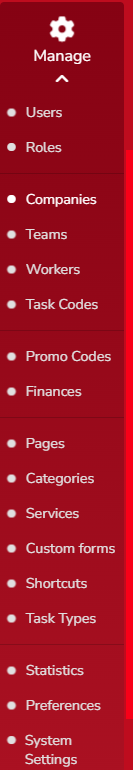 Manage
Users
Roles
Companies
Teams
Workers
Task Codes
Promo Codes
Finances
Pages
Categories
Services
Custom forms
Shortcuts
Task Types
Statistics
Preferences
System
Settings